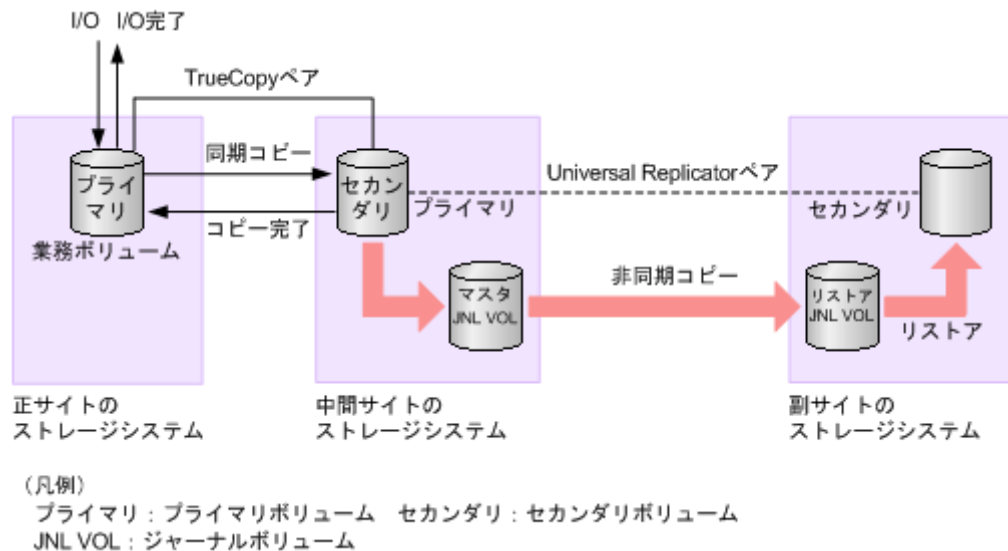 I/O I/O完了
TrueCopyペア
プライ
マリ
業務ボリューム
同期コピー
コピー完了
セカン
ダリ
プライマリ
Universal Replicatorペア
セカンダリ
マスタ
JNL VOL
非同期コピー
リストア
JNL VOL
リストア
正サイトの
ストレージシステム
中間サイトの
ストレージシステム
副サイトの
ストレージシステム
(凡例)
プライマリ：プライマリボリューム セカンダリ：セカンダリボリューム
JNL VOL：ジャーナルボリューム